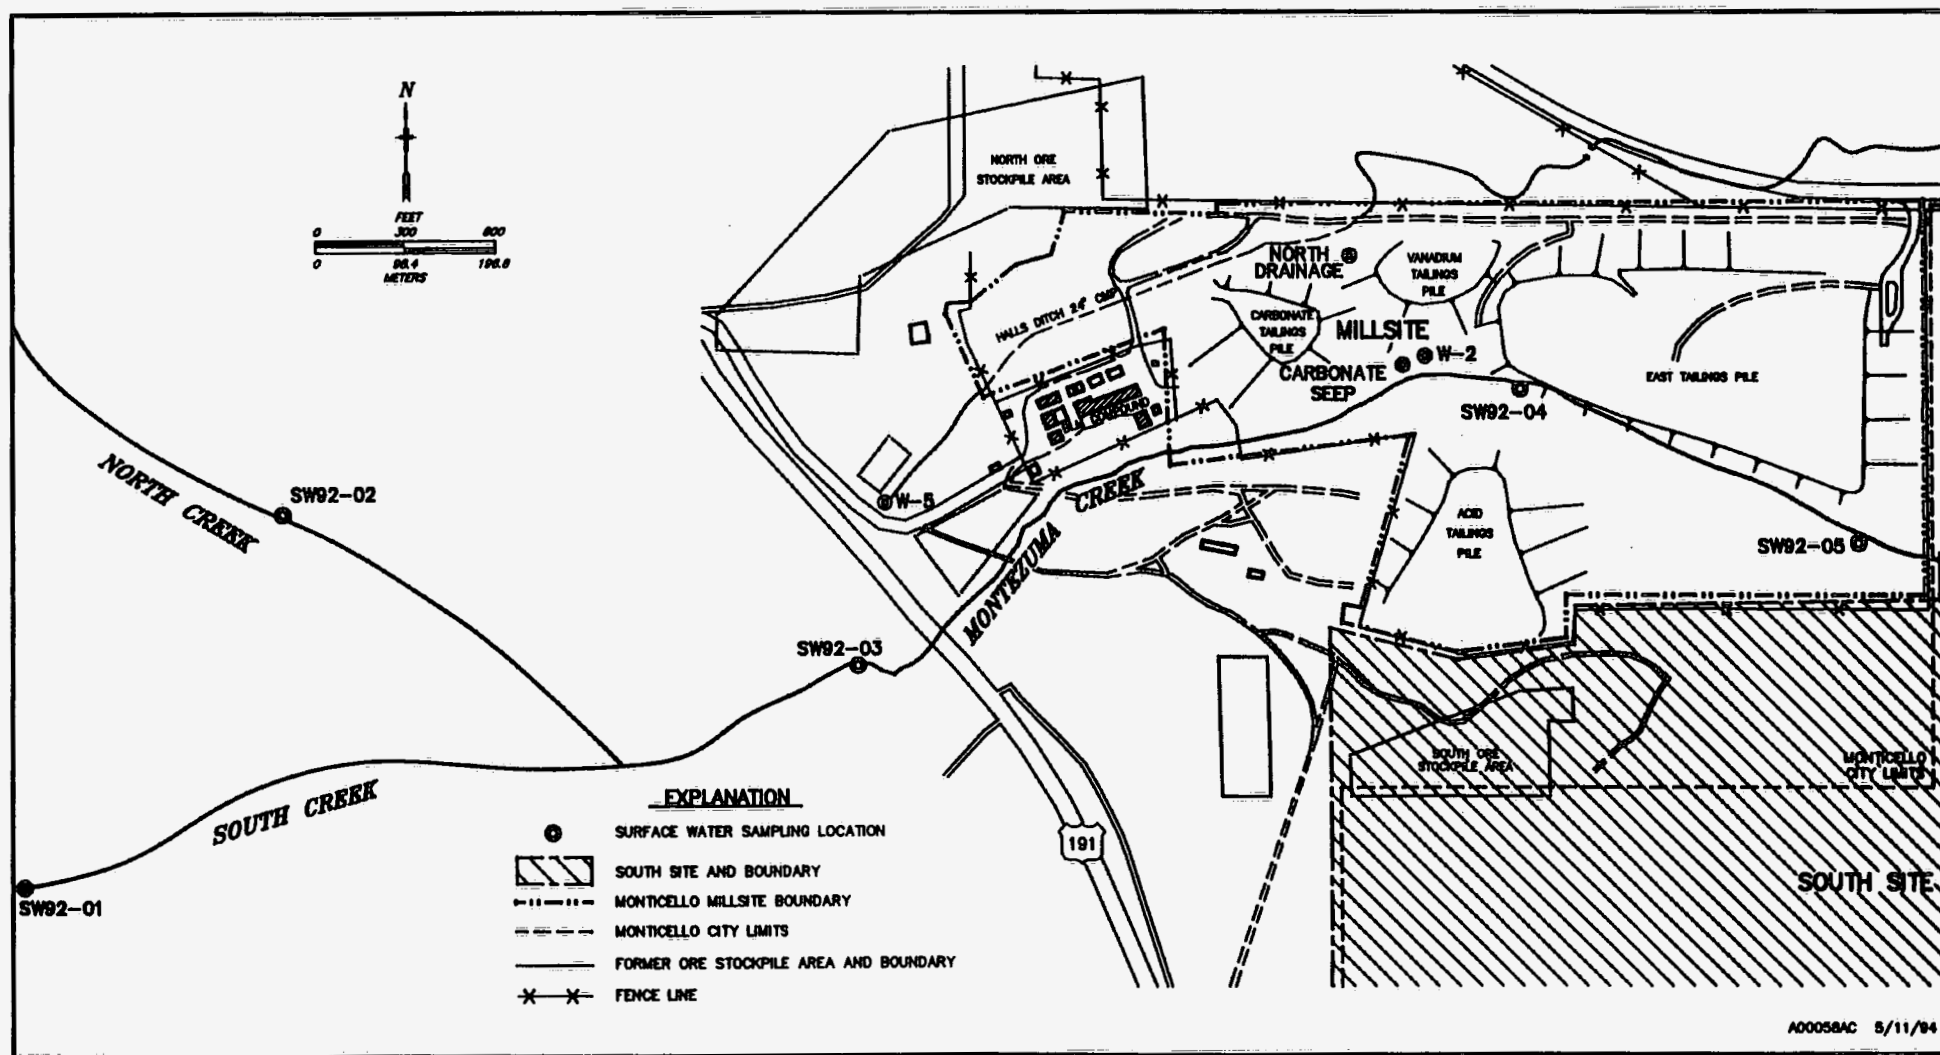 N
FEET
0 300 600
0 98.4 196.8
METERS
NORTH ORE
STOCKPILE AREA
HALLS DITCH 24" CMP
NORTH
DRAINAGE
VANADIUM
TAILINGS
PILE
CARBONATE
TAILINGS
PILE
MILLSITE
W-2
CARBONATE
SEEP
EAST TAILINGS PILE
SW92-04
COMPOUND
NORTH CREEK
SW92-02
W-5
MONTEZUMA CREEK
ACID
TAILINGS
PILE
SW92-05
SW92-03
SOUTH ORE
STOCKPILE AREA
MONTICELLO
CITY LIMITS
SOUTH CREEK
SW92-01
191
SOUTH SITE
EXPLANATION
SURFACE WATER SAMPLING LOCATION
SOUTH SITE AND BOUNDARY
MONTICELLO MILLSITE BOUNDARY
MONTICELLO CITY LIMITS
FORMER ORE STOCKPILE AREA AND BOUNDARY
FENCE LINE
A00058AC 5/11/94